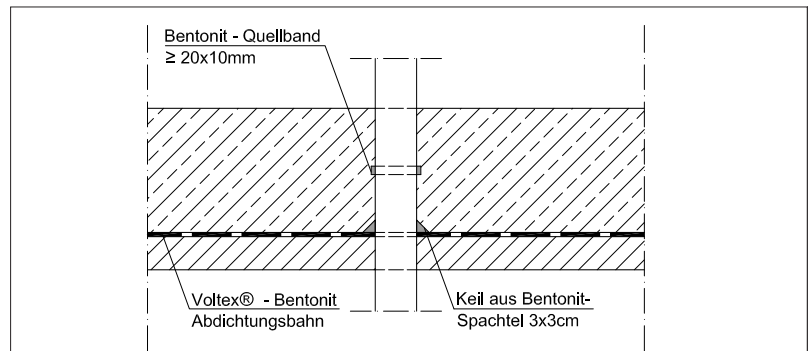 Bentonit - Quellband
≥ 20x10mm
Voltex® - Bentonit
Abdichtungsbahn
Keil aus Bentonit-
Spachtel 3x3cm